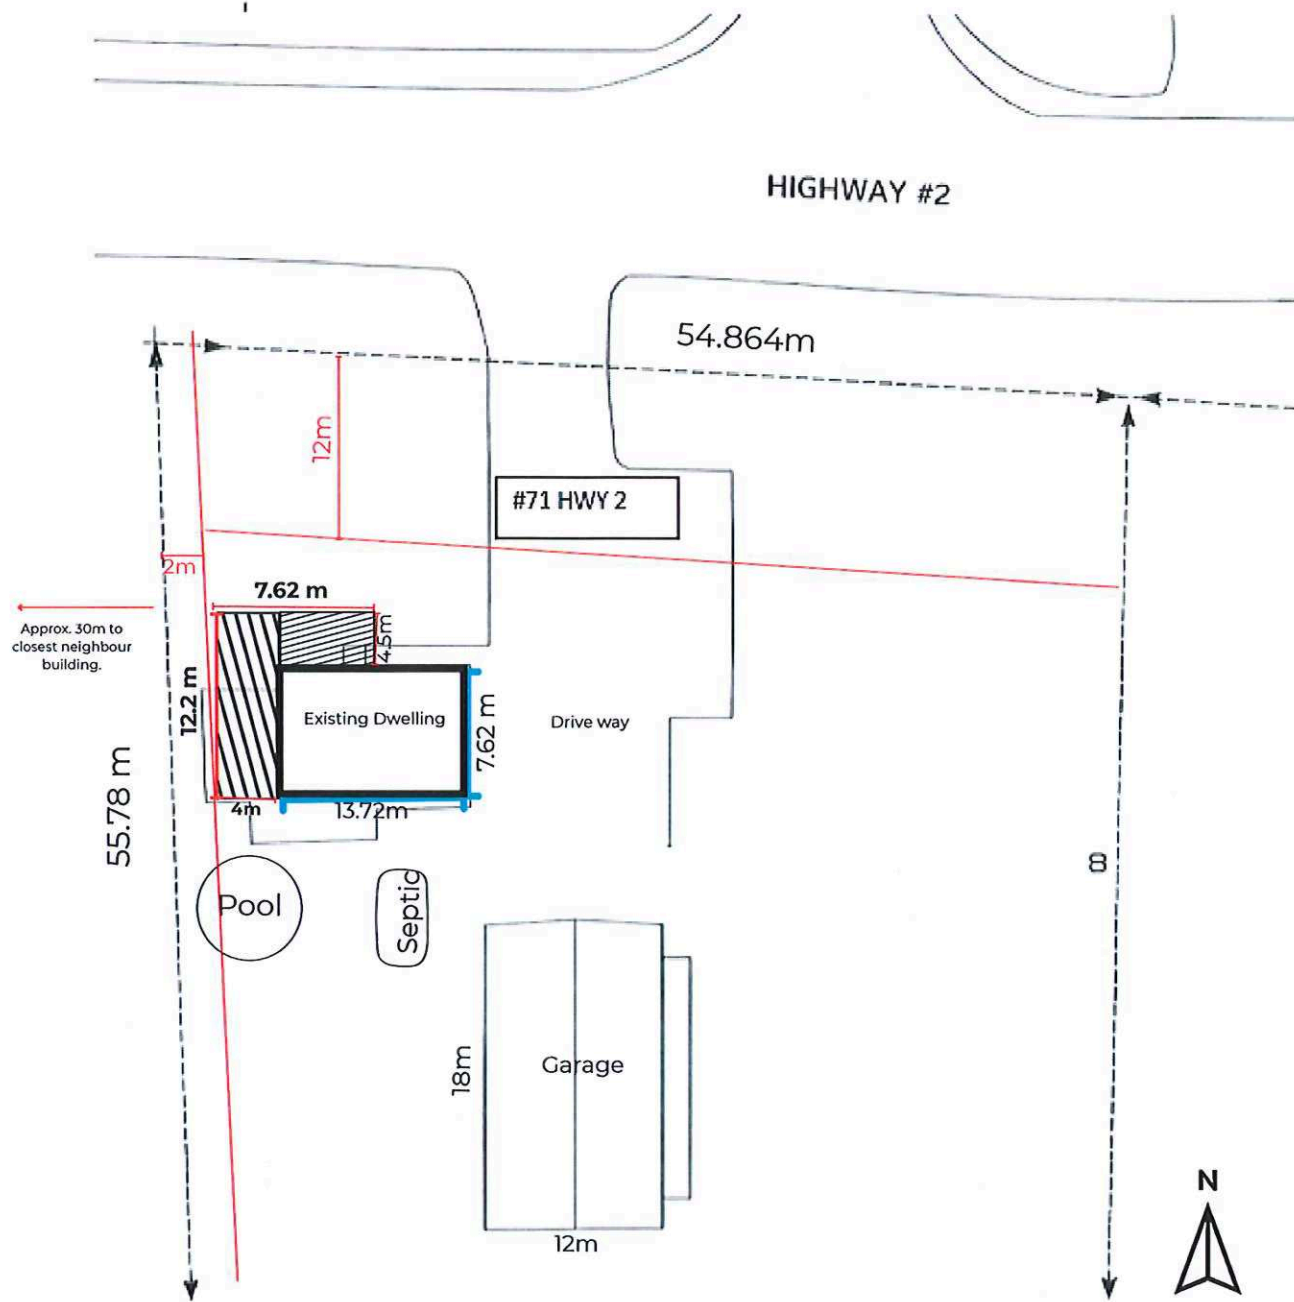 HIGHWAY #2
54.864m
12m
#71 HWY 2
2m
7.62 m
Approx. 30m to
closest neighbour
building.
4.5m
12.2 m
Existing Dwelling
7.62 m
Drive way
4m
13.72m
55.78 m
Pool
Septic
18m
Garage
12m
N